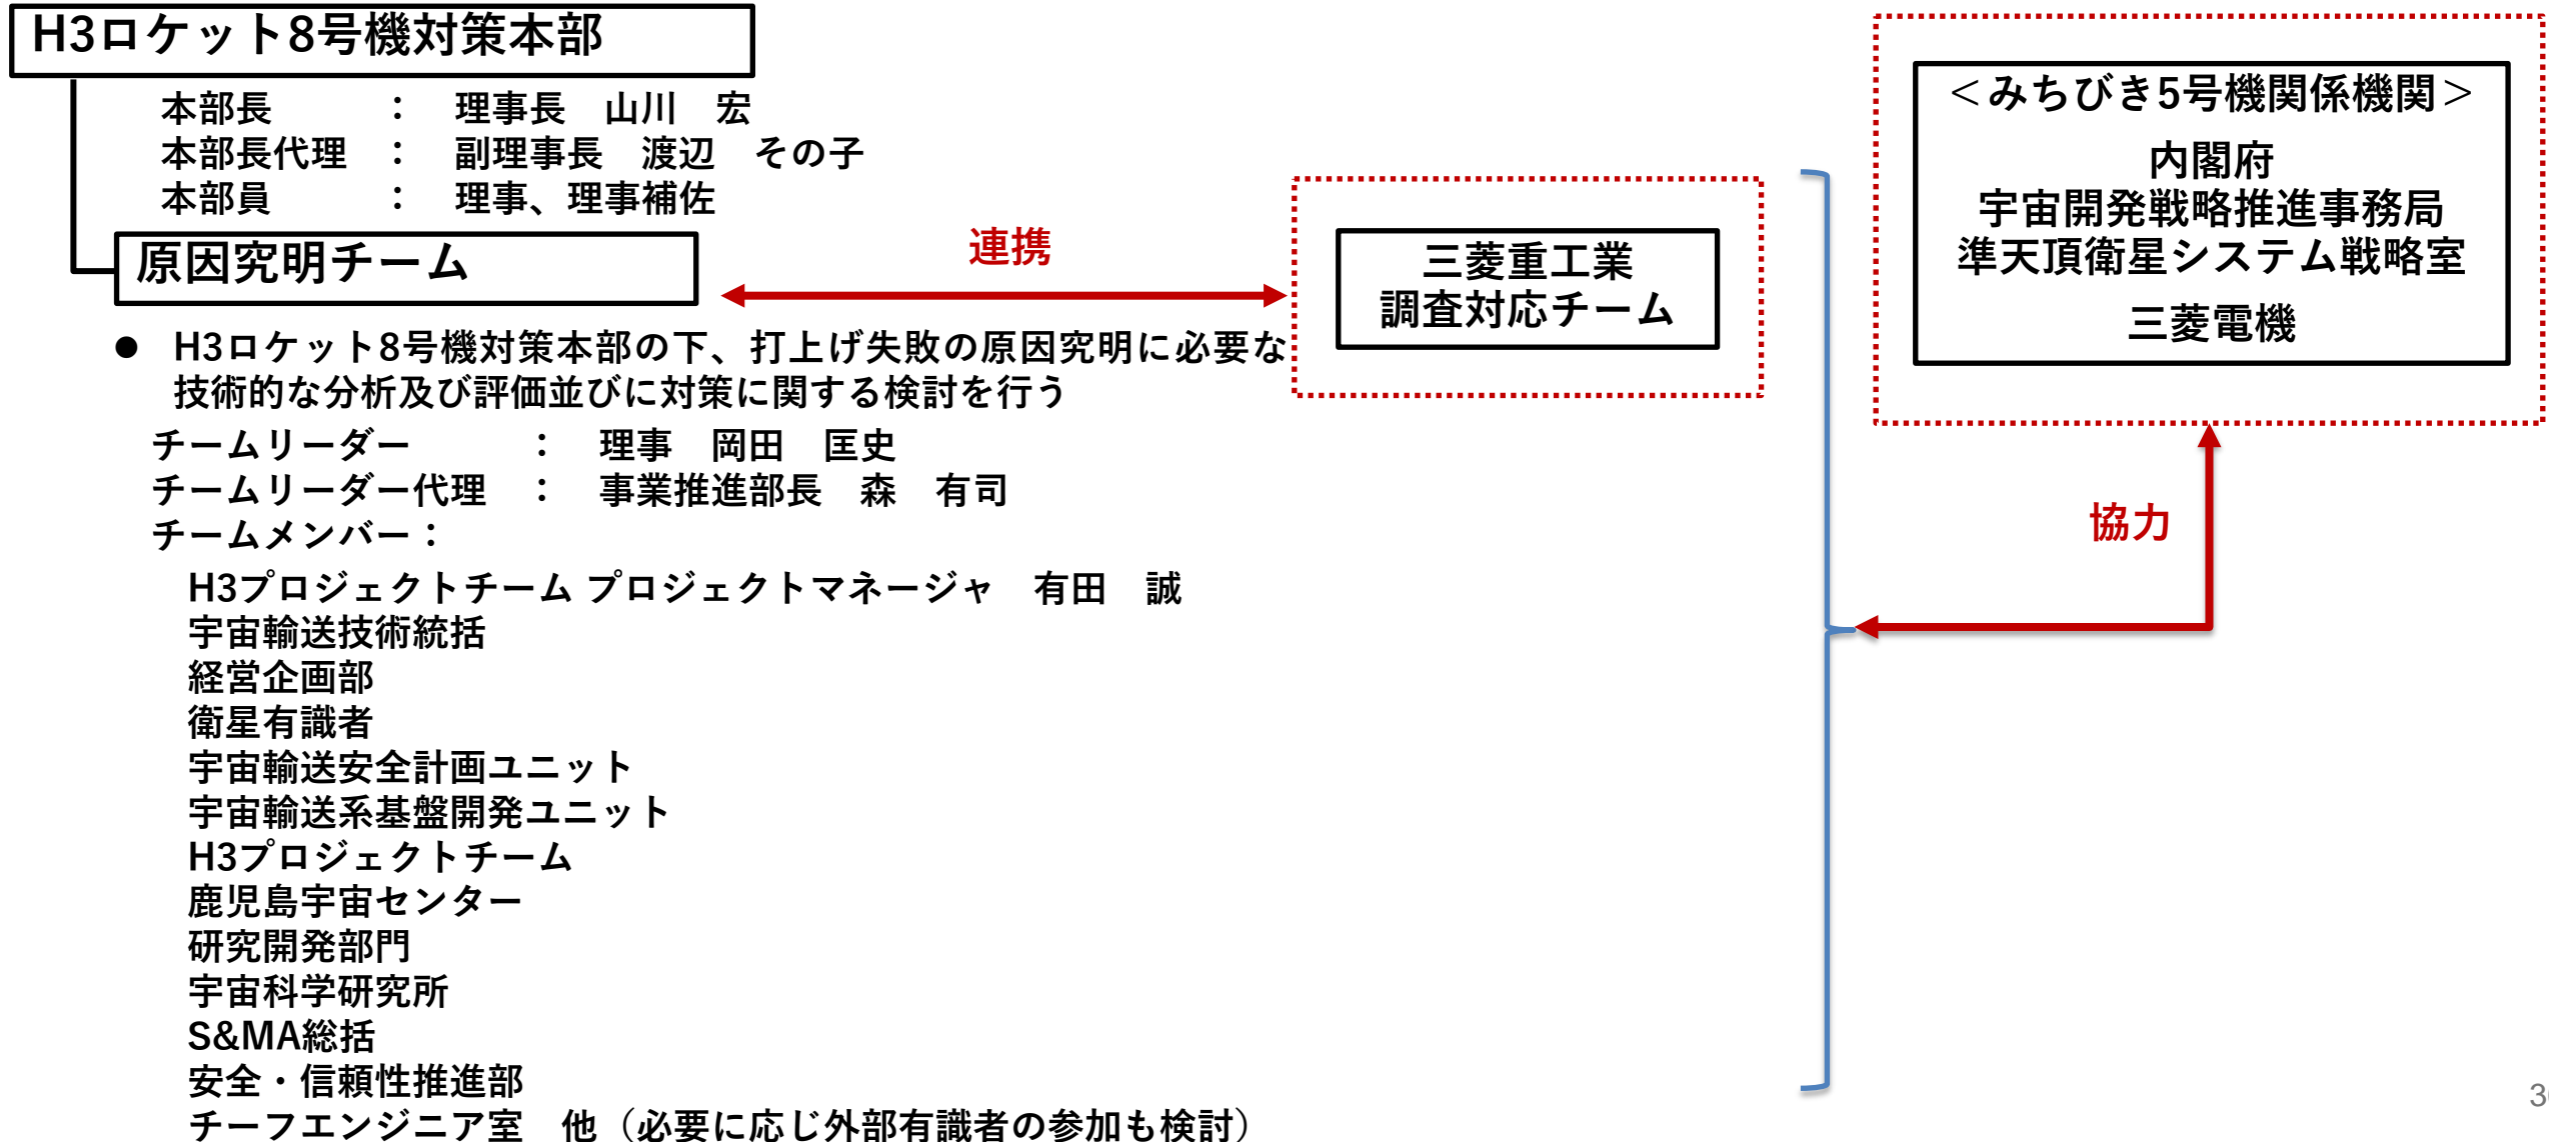 H3ロケット8号機対策本部
本部長　　　：　理事長　山川　宏
本部長代理　：　副理事長　渡辺　その子
本部員　　　：　理事、理事補佐
原因究明チーム
● H3ロケット8号機対策本部の下、打上げ失敗の原因究明に必要な
技術的な分析及び評価並びに対策に関する検討を行う
チームリーダー　　　：　理事　岡田　匡史
チームリーダー代理　：　事業推進部長　森　有司
チームメンバー：
H3プロジェクトチーム プロジェクトマネージャ　有田　誠
宇宙輸送技術統括
経営企画部
衛星有識者
宇宙輸送安全計画ユニット
宇宙輸送系基盤開発ユニット
H3プロジェクトチーム
鹿児島宇宙センター
研究開発部門
宇宙科学研究所
S&MA総括
安全・信頼性推進部
チーフエンジニア室　他（必要に応じ外部有識者の参加も検討）
連携
三菱重工業
調査対応チーム
＜みちびき5号機関係機関＞
内閣府
宇宙開発戦略推進事務局
準天頂衛星システム戦略室
三菱電機
協力